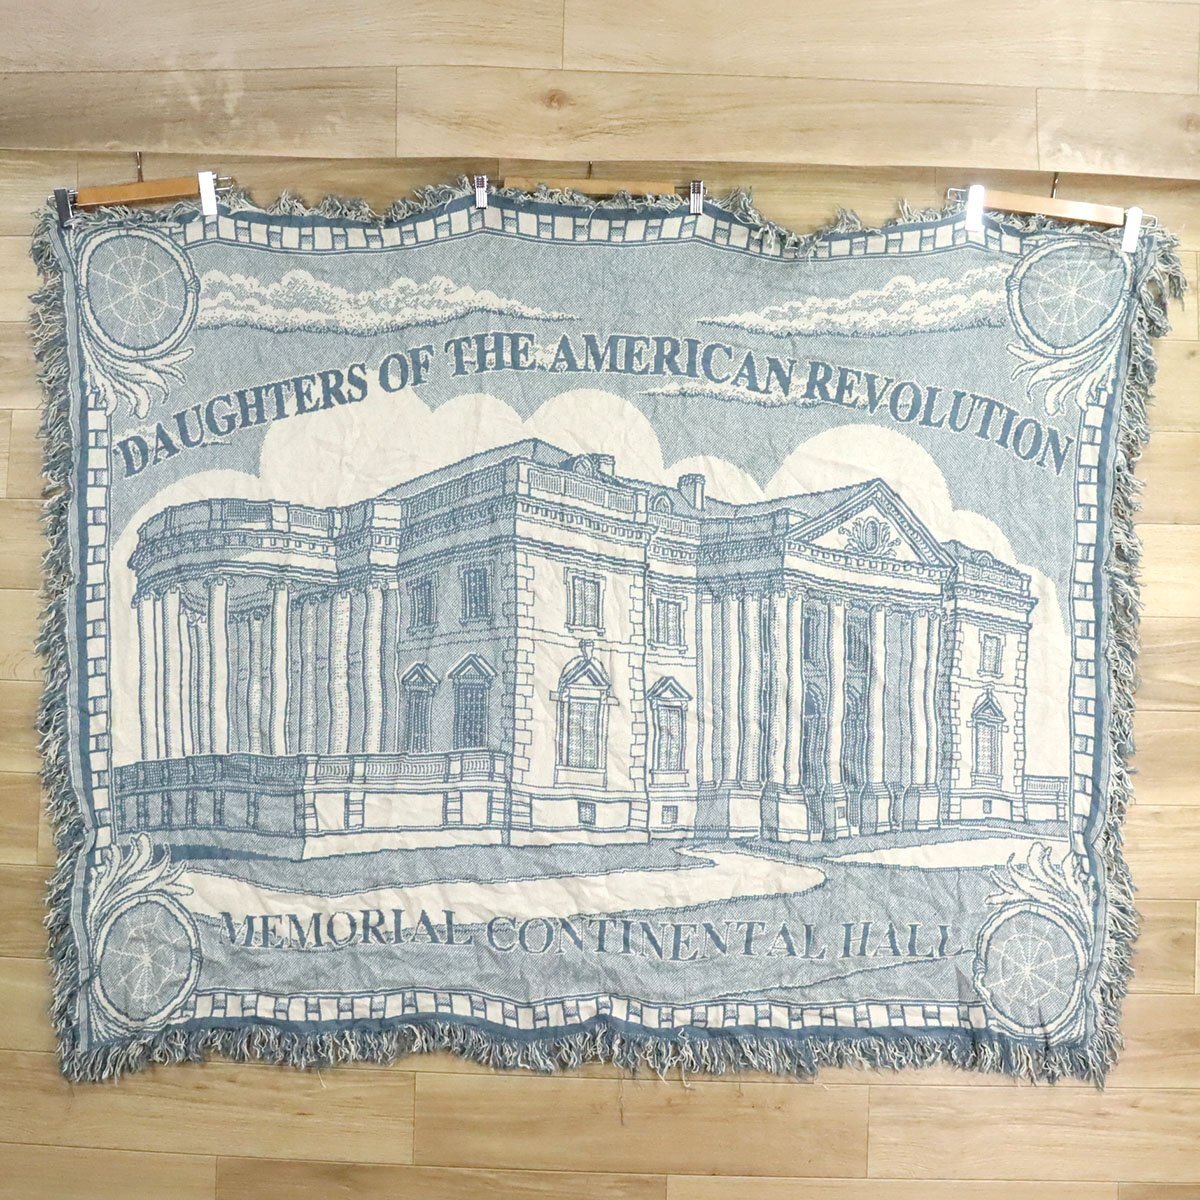 DAUGHTERS OF THE AMERICAN REVOLUTION
MEMORIAL CONTINENTAL HALL